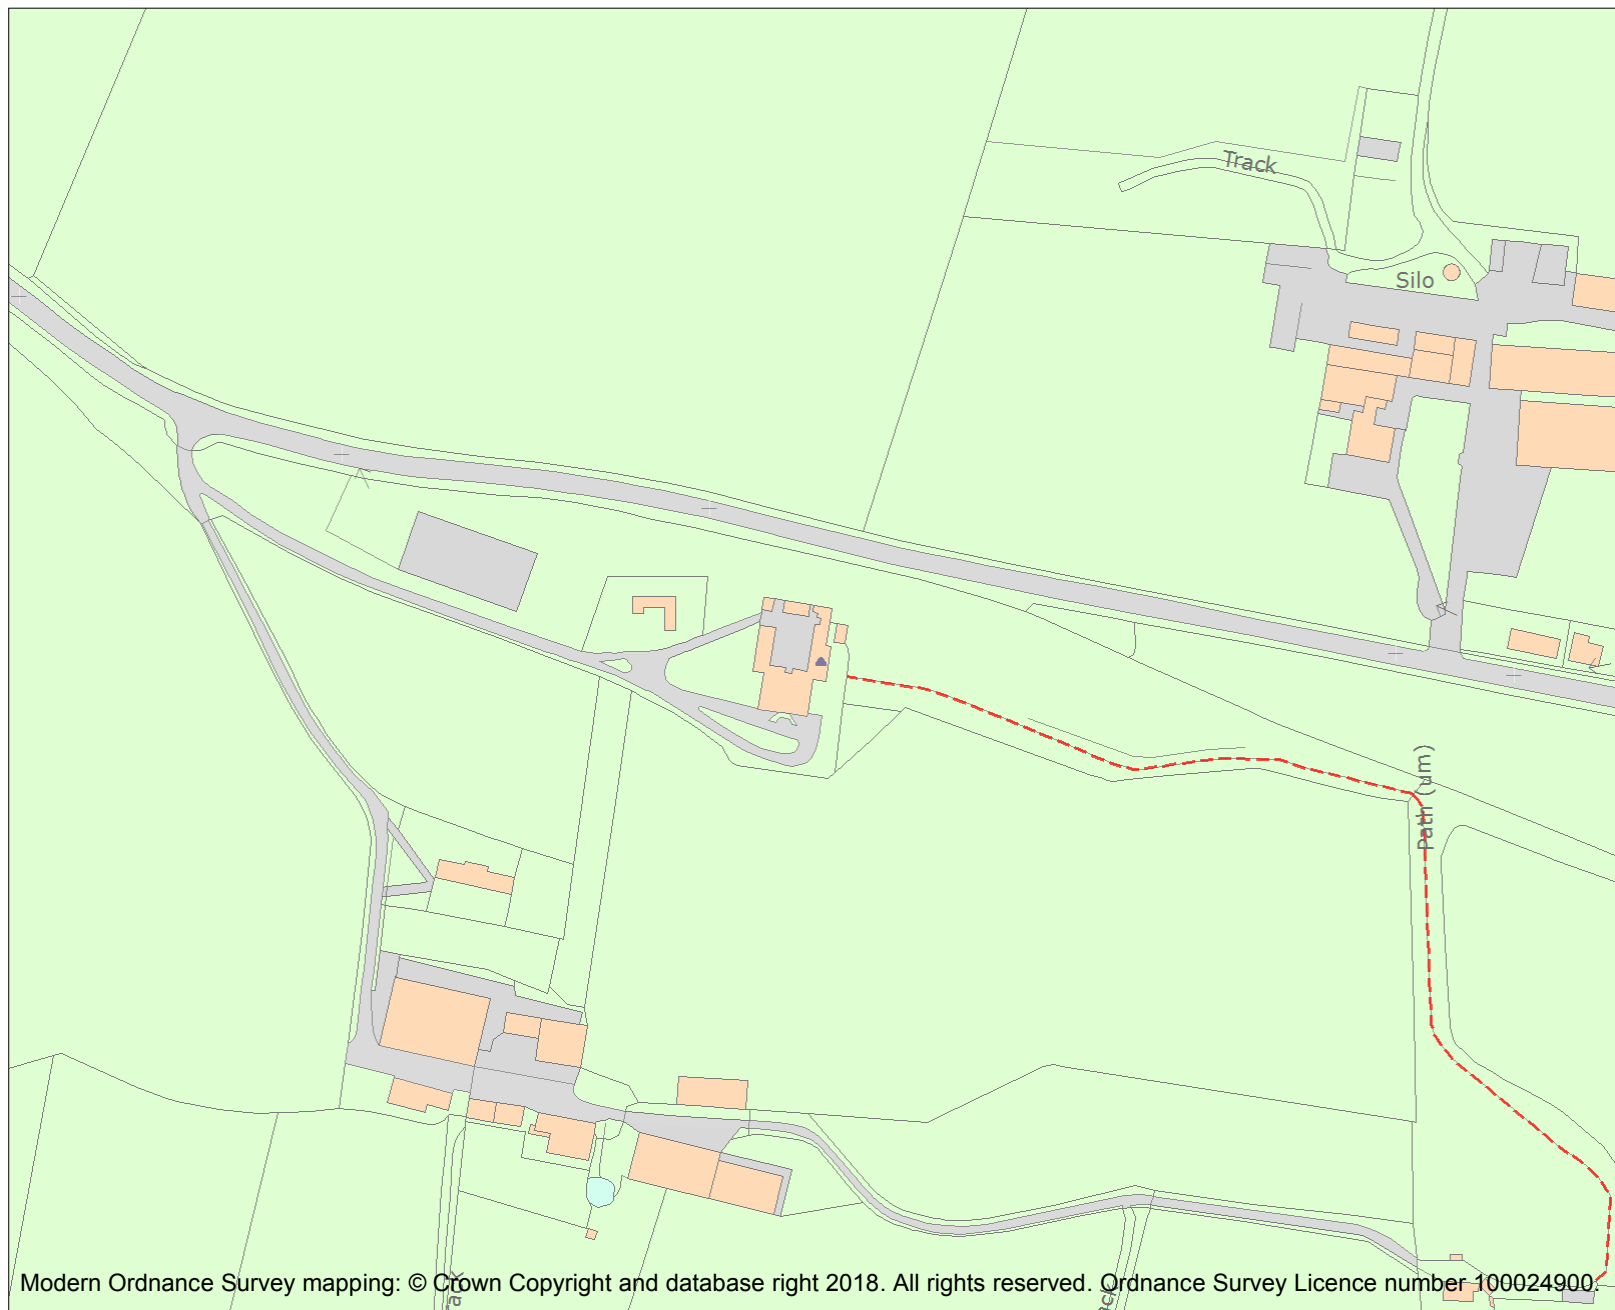 Track
Silo
Path (um)
Track
Modern Ordnance Survey mapping: © Crown Copyright and database right 2018. All rights reserved. Ordnance Survey Licence number 100024900.